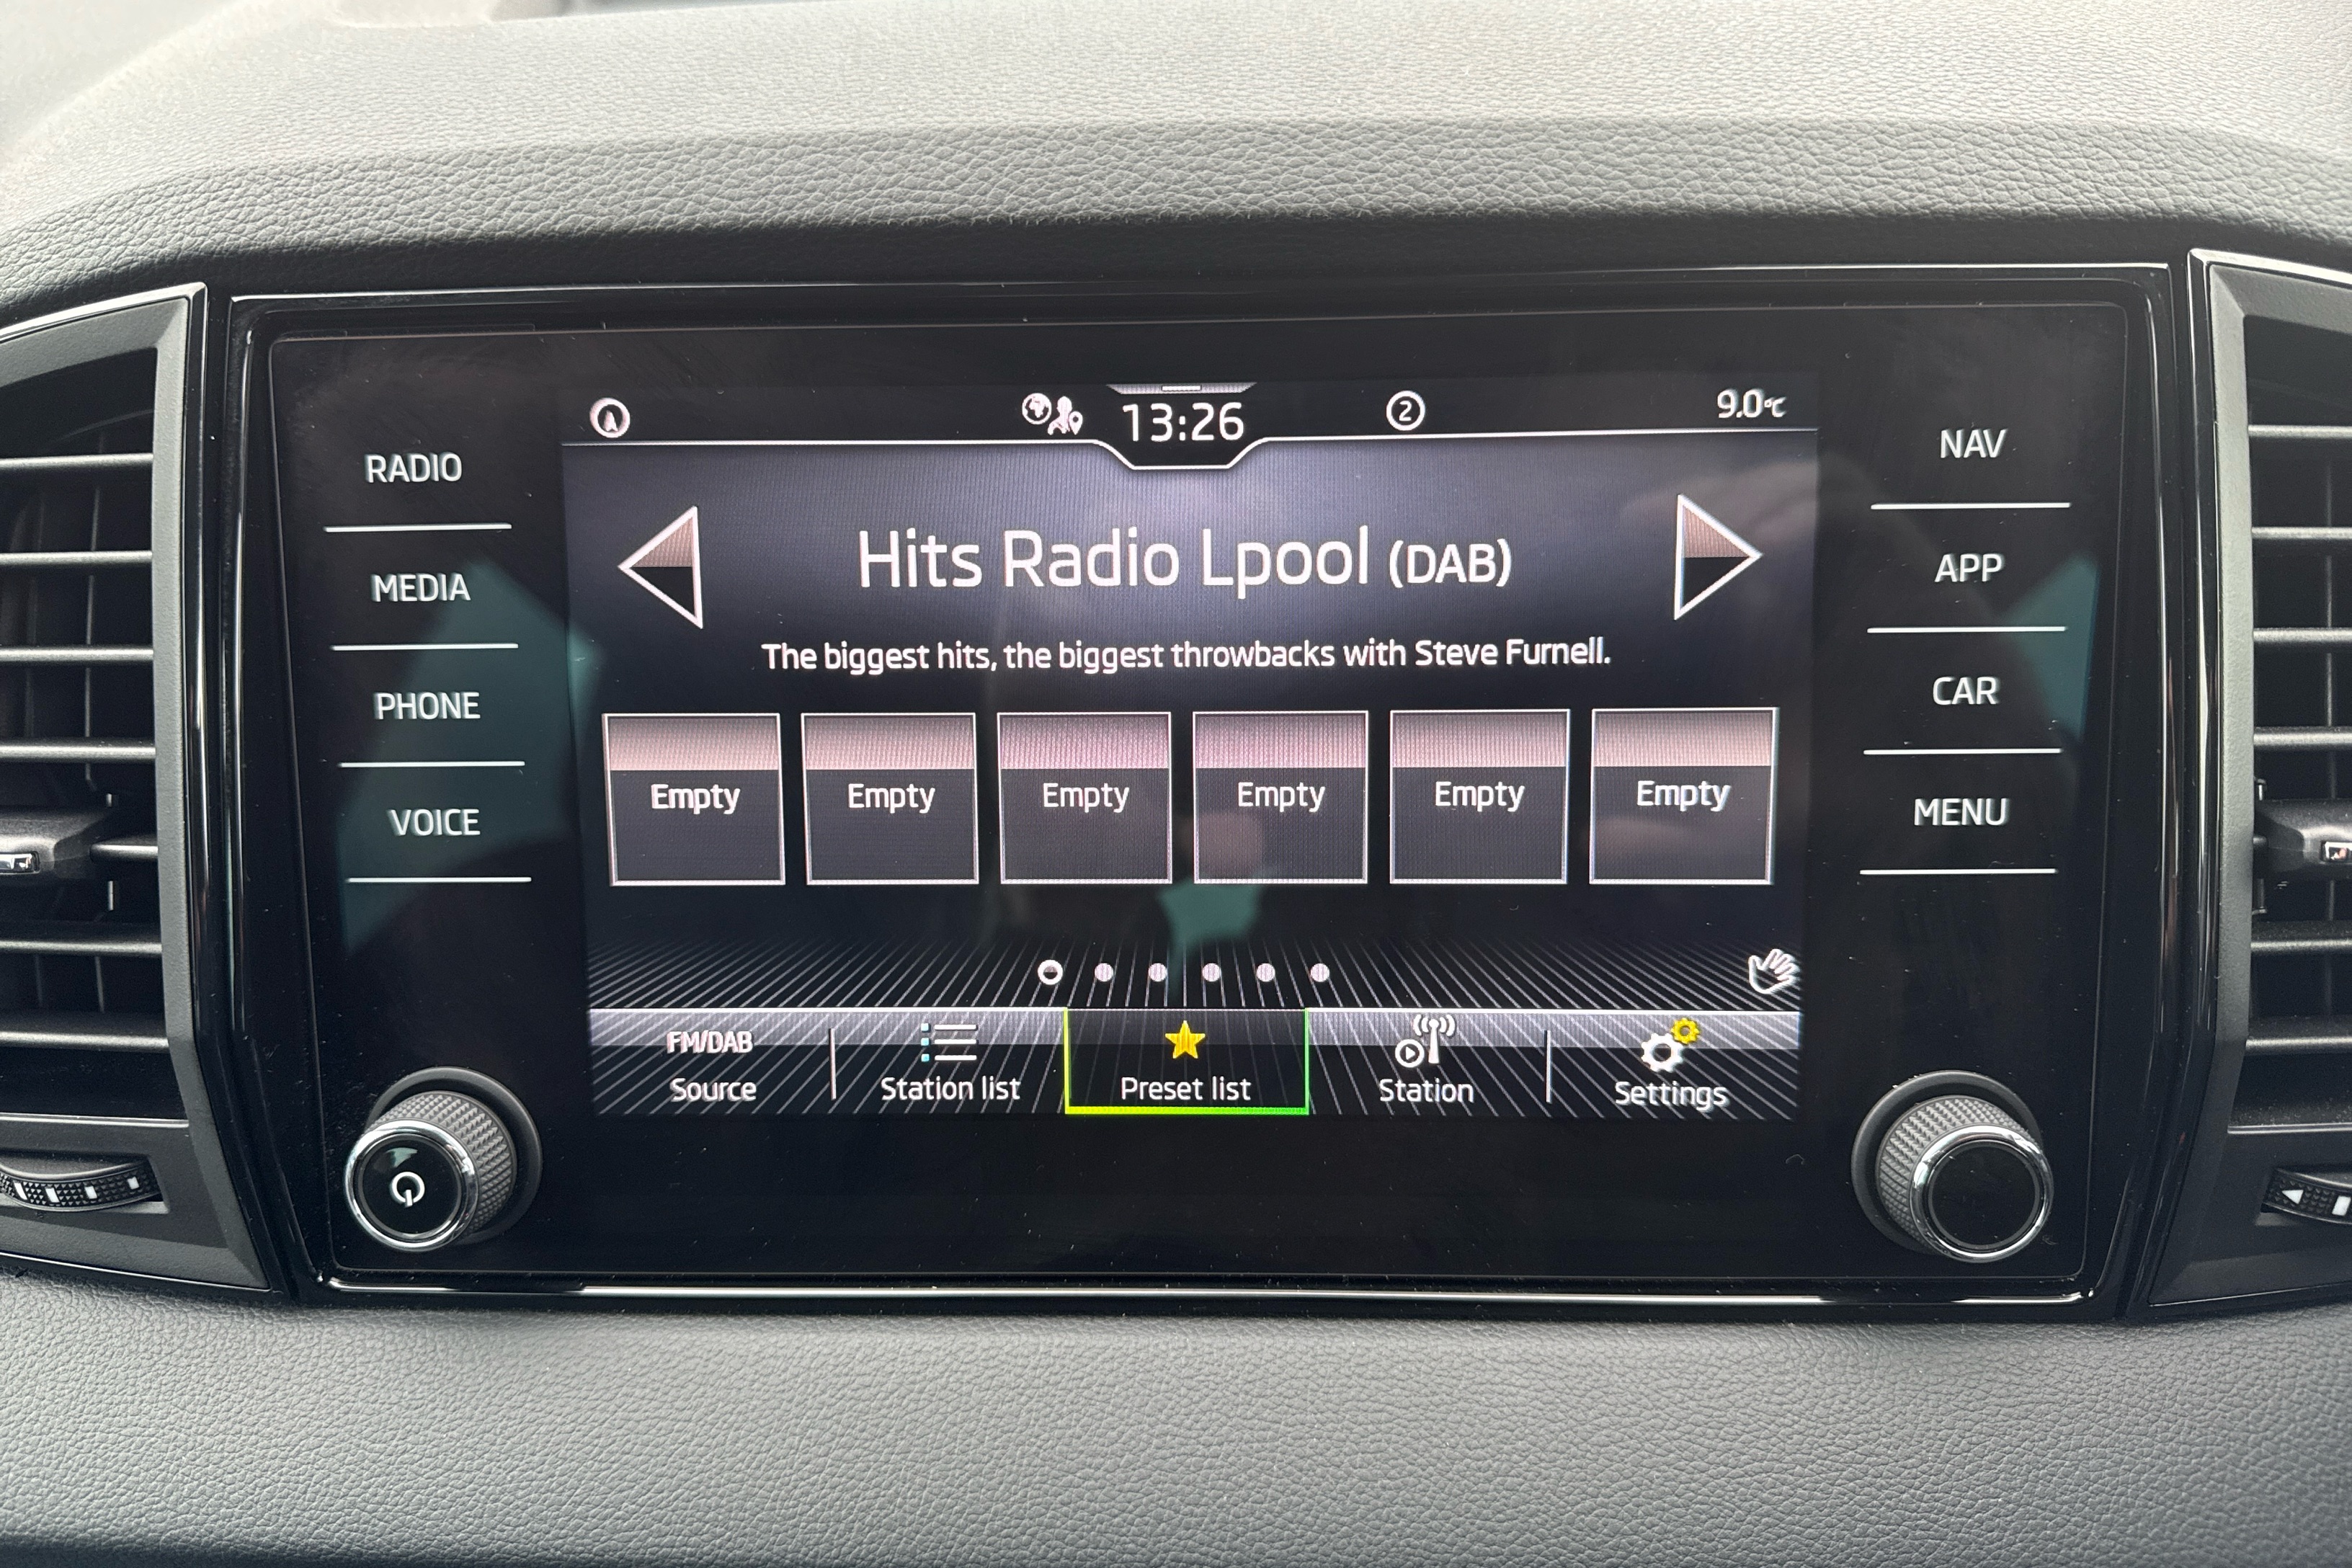 13:26
2
9.0°C
RADIO
MEDIA
PHONE
VOICE
NAV
APP
CAR
MENU
Hits Radio Lpool (DAB)
The biggest hits, the biggest throwbacks with Steve Furnell.
Empty Empty Empty Empty Empty Empty
FM/DAB
Source Station list Preset list Station Settings